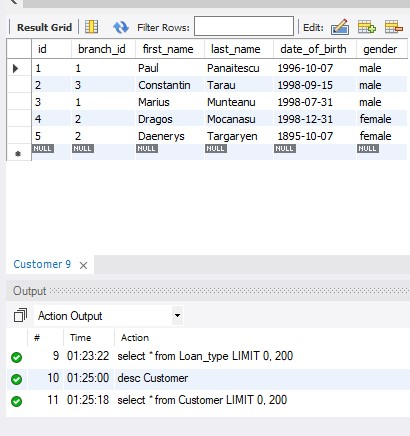 Result Grid Filter Rows: Edit:
id branch_id first_name last_name date_of_birth gender
1 1 Paul Panaitescu 1996-10-07 male
2 3 Constantin Tarau 1998-09-15 male
3 1 Marius Munteanu 1998-07-31 male
4 2 Dragos Mocanasu 1998-12-31 female
5 2 Daenerys Targaryen 1895-10-07 female
NULL NULL NULL NULL NULL NULL
Customer 9
Output
Action Output
# Time Action
9 01:23:22 select * from Loan_type LIMIT 0, 200
10 01:25:00 desc Customer
11 01:25:18 select * from Customer LIMIT 0, 200